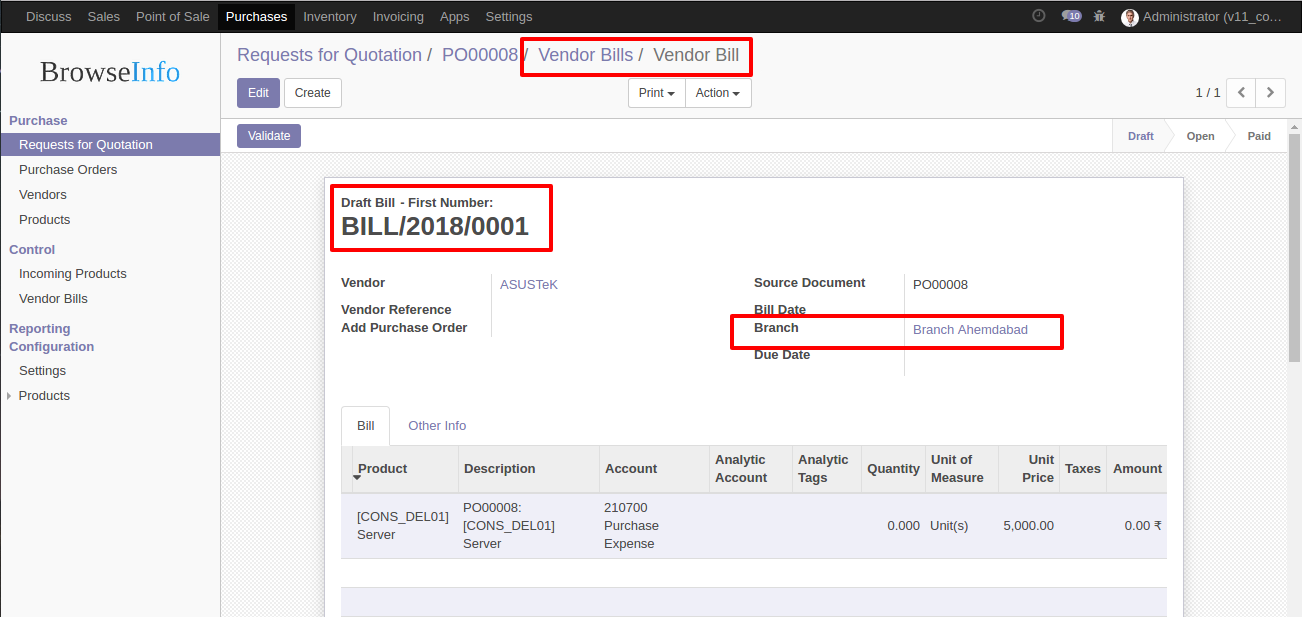 Discuss Sales Point of Sale Purchases Inventory Invoicing Apps Settings 10 Administrator (v11_co...
BrowseInfo
Requests for Quotation / PO00008 / Vendor Bills / Vendor Bill
Edit Create Print Action 1 / 1
Purchase
Requests for Quotation
Purchase Orders
Vendors
Products
Control
Incoming Products
Vendor Bills
Reporting
Configuration
Settings
Products
Validate Draft Open Paid
Draft Bill - First Number:
BILL/2018/0001
Vendor ASUSTeK
Vendor Reference
Add Purchase Order
Source Document PO00008
Bill Date
Branch Branch Ahemdabad
Due Date
Bill Other Info
Product Description Account Analytic Account Analytic Tags Quantity Unit of Measure Unit Price Taxes Amount
[CONS_DEL01] Server PO00008: [CONS_DEL01] Server 210700 Purchase Expense 0.000 Unit(s) 5,000.00 0.00 ₹